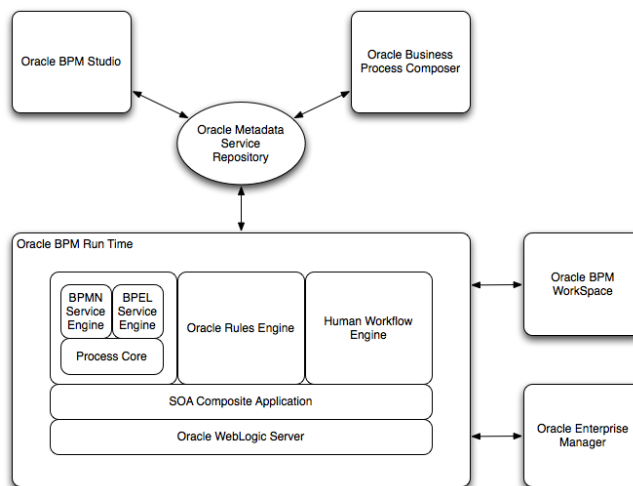 Oracle BPM Studio
Oracle Business
Process Composer
Oracle Metadata
Service
Repository
Oracle BPM Run Time
BPMN
Service
Engine
BPEL
Service
Engine
Process Core
Oracle Rules Engine
Human Workflow
Engine
SOA Composite Application
Oracle WebLogic Server
Oracle BPM
WorkSpace
Oracle Enterprise
Manager